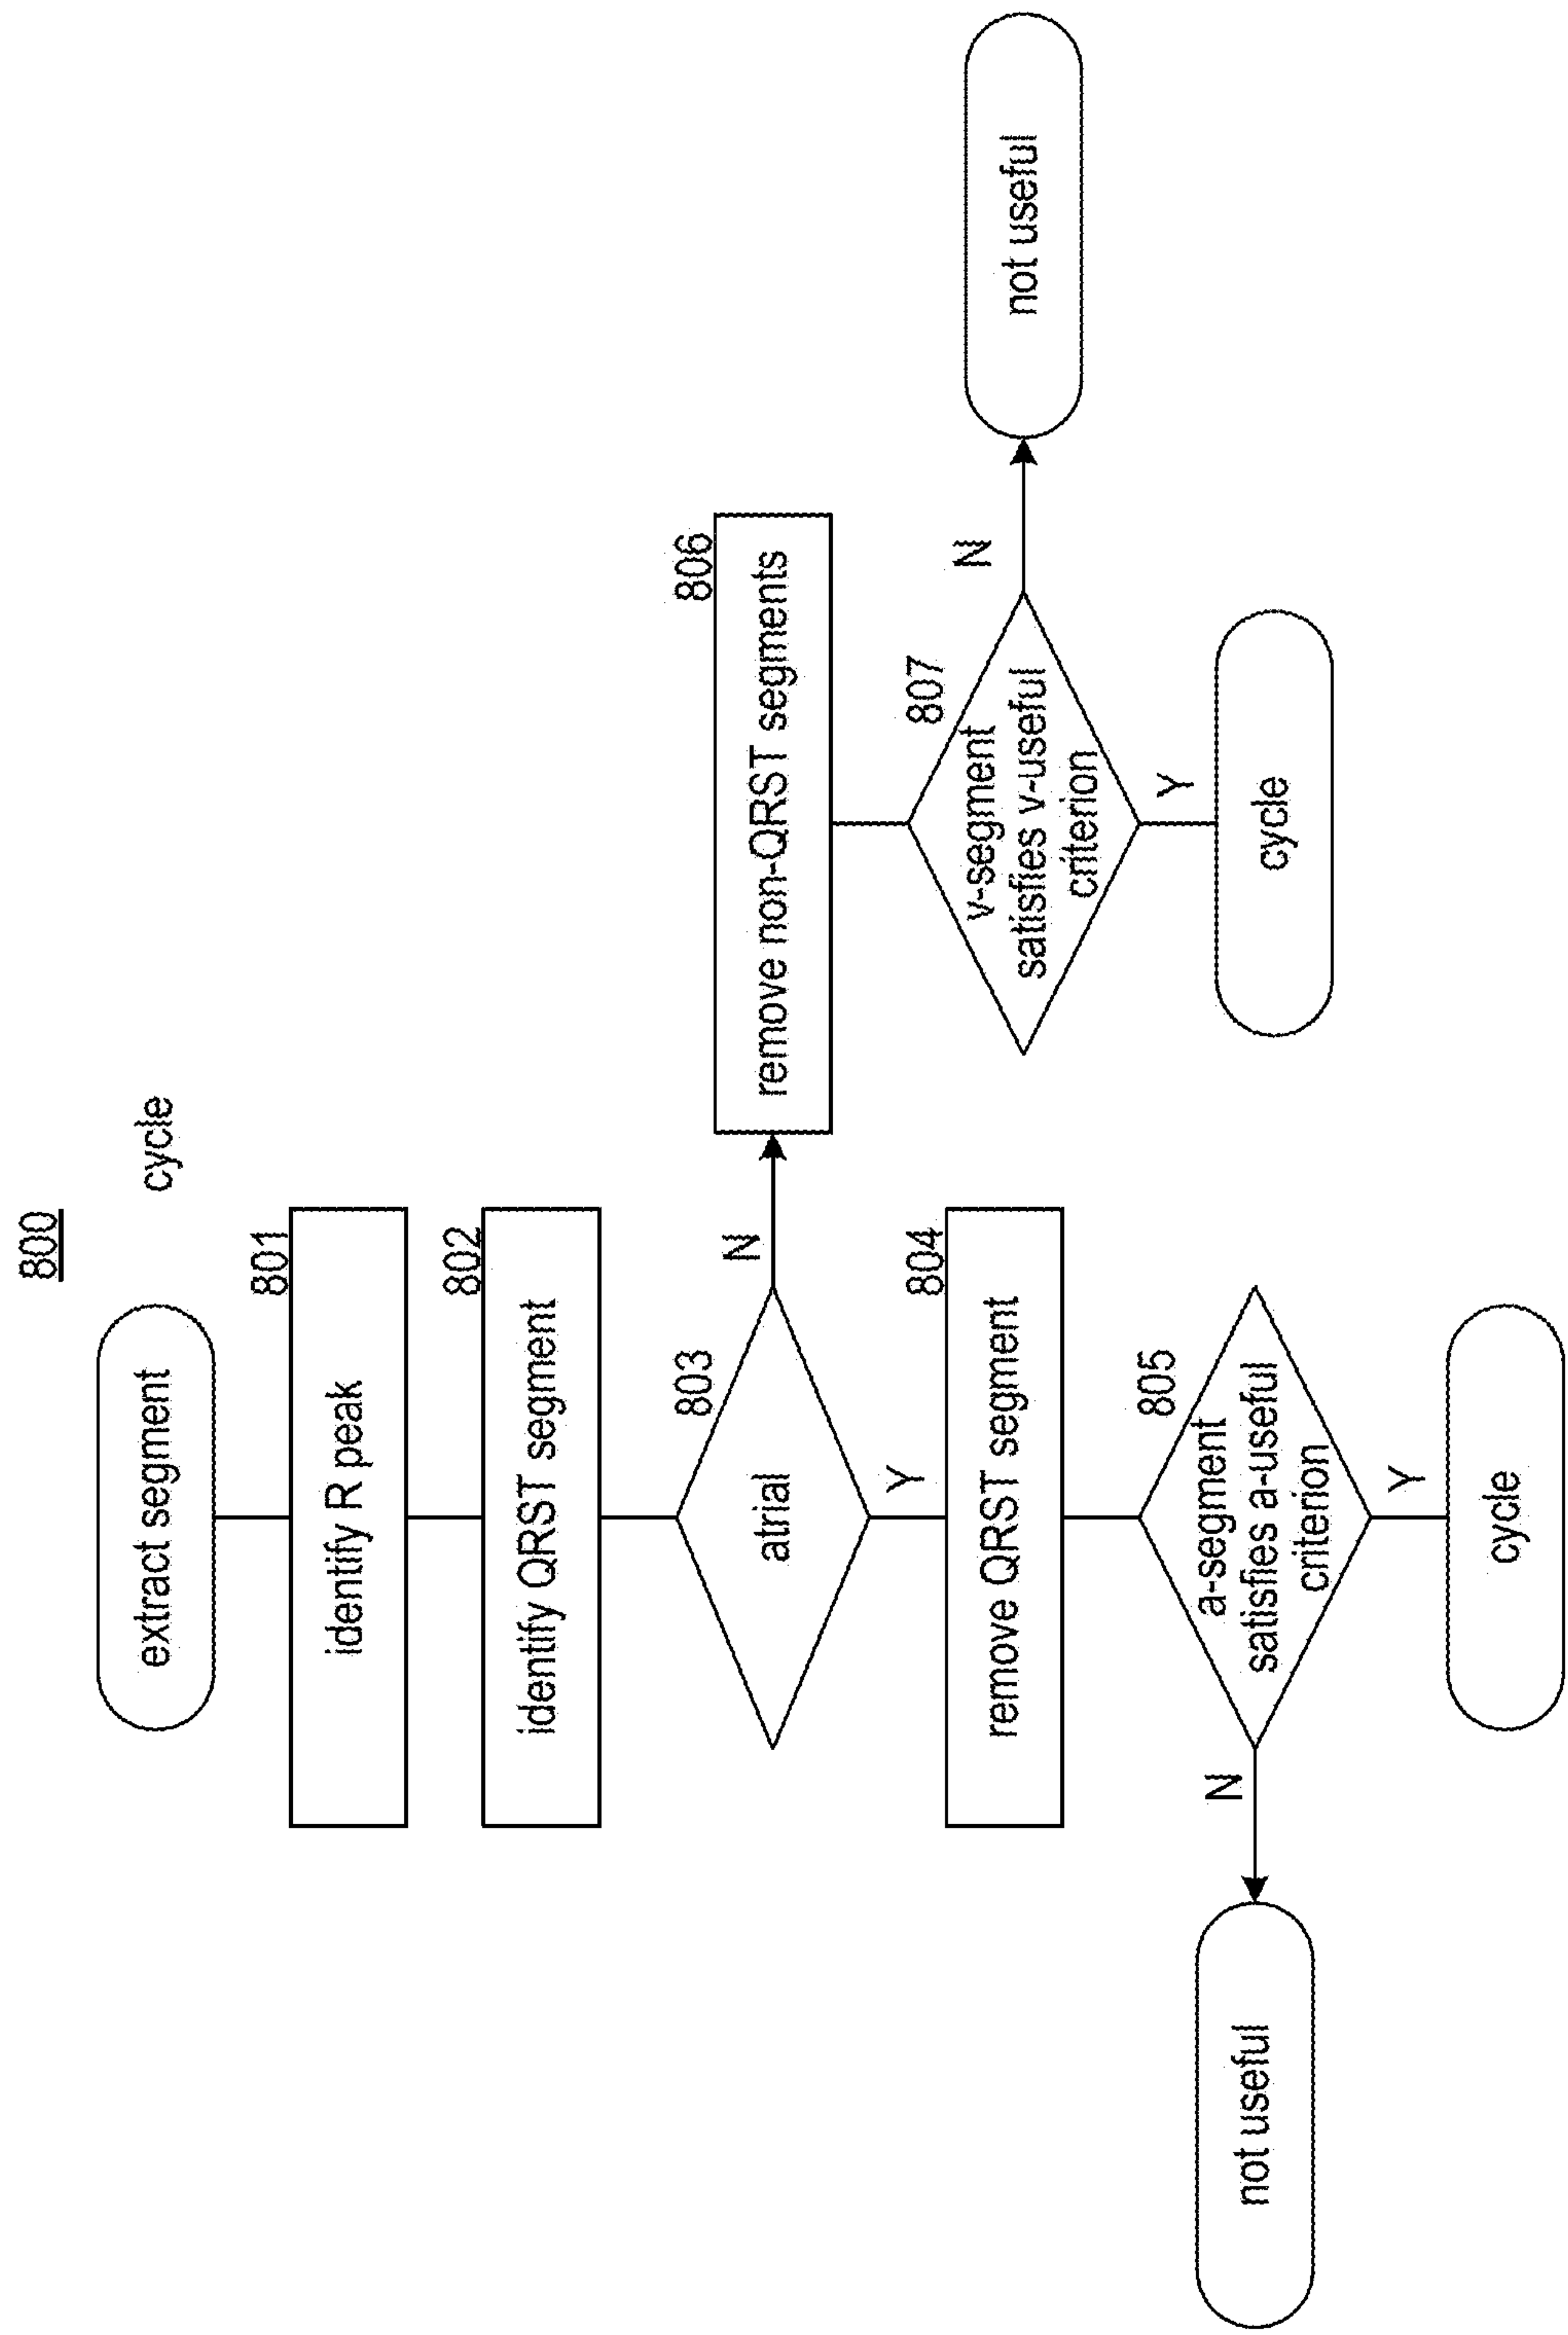 800
extract segment
cycle
801
identify R peak
802
identify QRST segment
803
atrial
N
Y
806
remove non-QRST segments
804
remove QRST segment
807
v-segment
satisfies v-useful
criterion
N
not useful
Y
cycle
805
a-segment
satisfies a-useful
criterion
N
not useful
Y
cycle